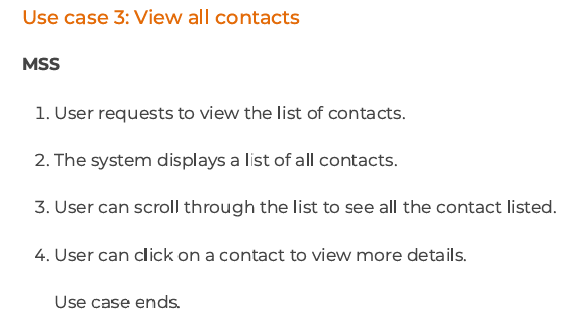 Use case 3: View all contacts
MSS
1. User requests to view the list of contacts.
2. The system displays a list of all contacts.
3. User can scroll through the list to see all the contact listed.
4. User can click on a contact to view more details.
Use case ends.